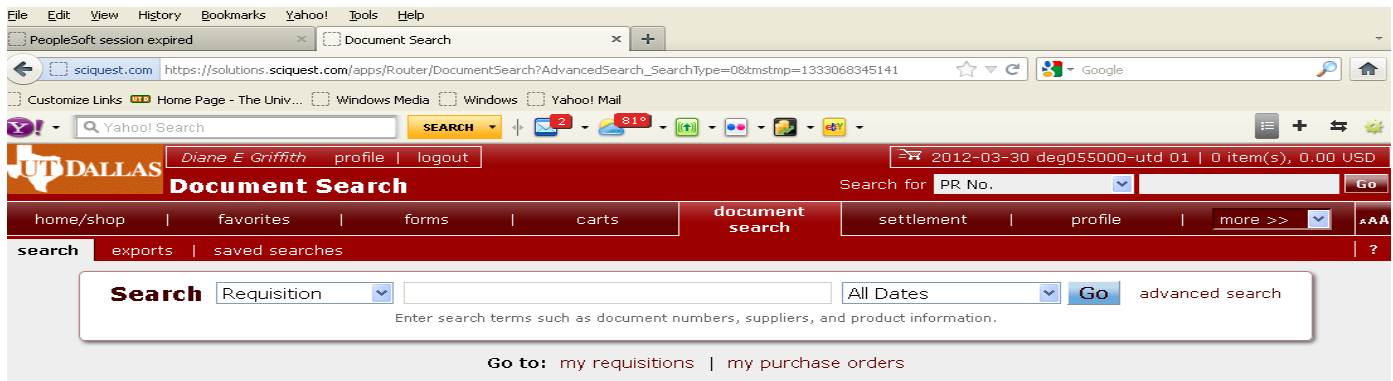 File Edit View History Bookmarks Yahoo! Tools Help
PeopleSoft session expired × Document Search × +
sciquest.com https://solutions.sciquest.com/apps/Router/DocumentSearch?AdvancedSearch_SearchType=0&tmstmp=1333068345141 Google
Customize Links UTD Home Page - The Univ... Windows Media Windows Yahoo! Mail
Y! Yahoo! Search SEARCH 2 81° ebY
UT DALLAS Diane E Griffith profile | logout 2012-03-30 deg055000-utd 01 | 0 item(s), 0.00 USD
Document Search Search for PR No. Go
home/shop | favorites | forms | carts document search settlement | profile | more >> AAA
search exports | saved searches | ?
Search Requisition All Dates Go advanced search
Enter search terms such as document numbers, suppliers, and product information.
Go to: my requisitions | my purchase orders